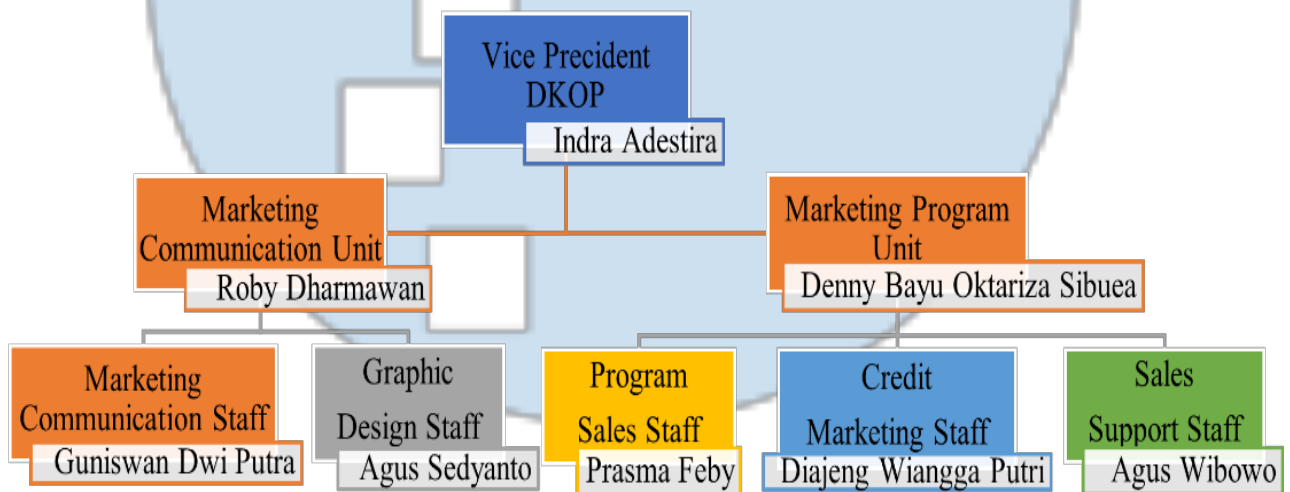 Vice Precident
DKOP
Indra Adestira
Marketing
Communication Unit
Roby Dharmawan
Marketing Program
Unit
Denny Bayu Oktariza Sibuea
Marketing
Communication Staff
Guniswan Dwi Putra
Graphic
Design Staff
Agus Sedyanto
Program
Sales Staff
Prasma Feby
Credit
Marketing Staff
Diajeng Wiangga Putri
Sales
Support Staff
Agus Wibowo